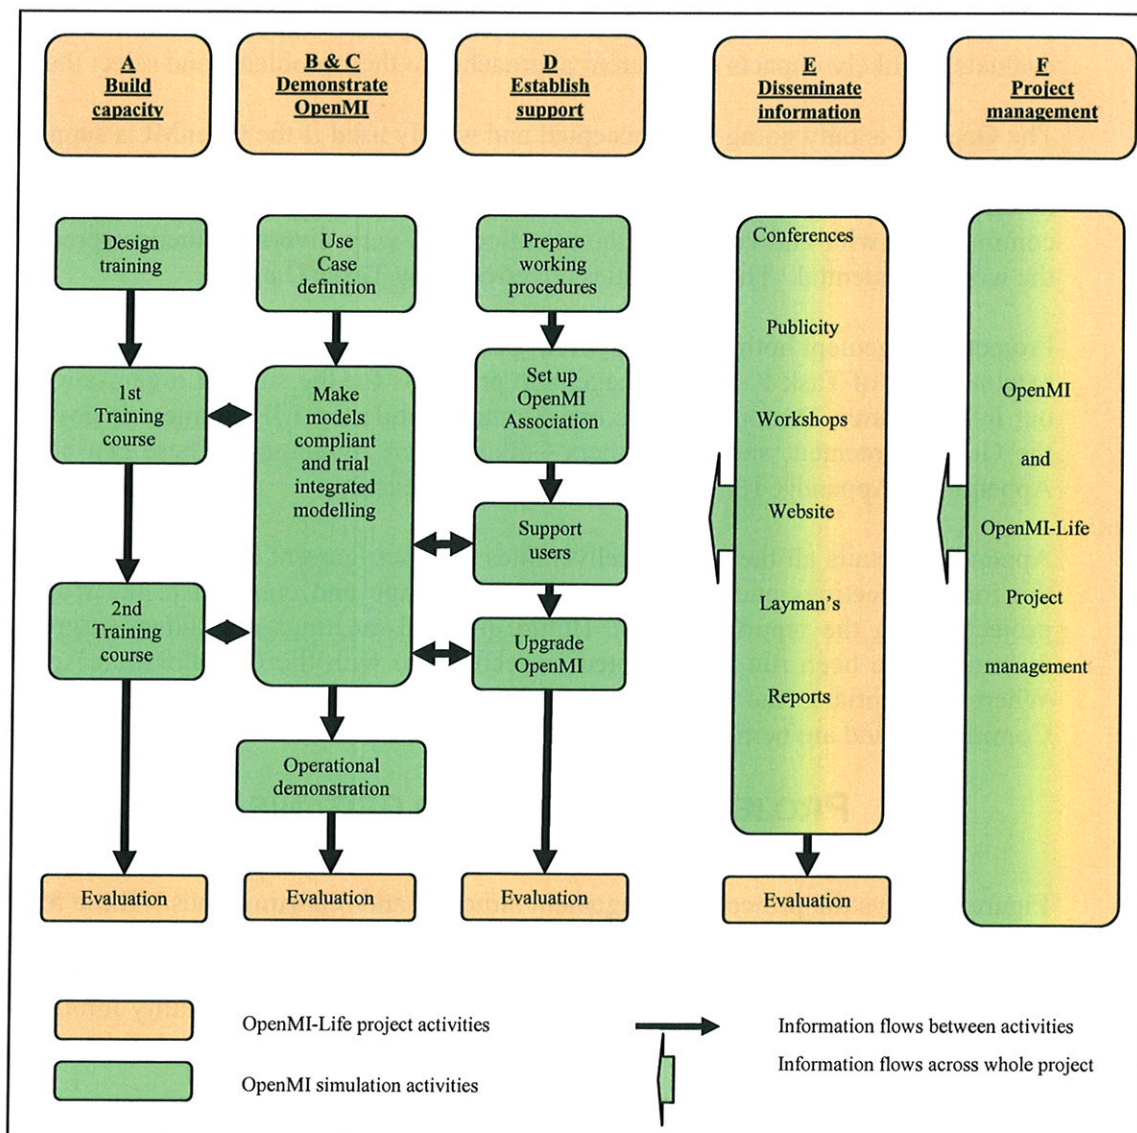 A
Build
capacity
B & C
Demonstrate
OpenMI
D
Establish
support
E
Disseminate
information
F
Project
management
Design
training
1st
Training
course
2nd
Training
course
Evaluation
Use
Case
definition
Make
models
compliant
and trial
integrated
modelling
Operational
demonstration
Evaluation
Prepare
working
procedures
Set up
OpenMI
Association
Support
users
Upgrade
OpenMI
Evaluation
Conferences
Publicity
Workshops
Website
Layman's
Reports
Evaluation
OpenMI
and
OpenMI-Life
Project
management
OpenMI-Life project activities
OpenMI simulation activities
Information flows between activities
Information flows across whole project